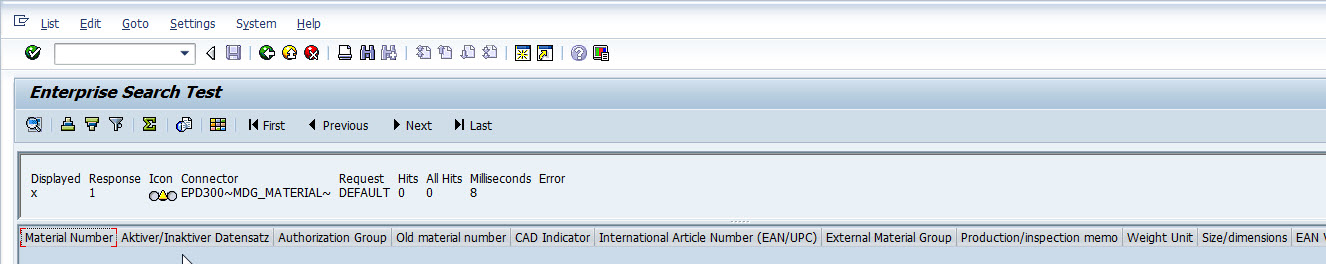 List Edit Goto Settings System Help
Enterprise Search Test
First Previous Next Last
Displayed Response Icon Connector Request Hits All Hits Milliseconds Error
x 1 EPD300~MDG_MATERIAL~ DEFAULT 0 0 8
Material Number Aktiver/Inaktiver Datensatz Authorization Group Old material number CAD Indicator International Article Number (EAN/UPC) External Material Group Production/inspection memo Weight Unit Size/dimensions EAN